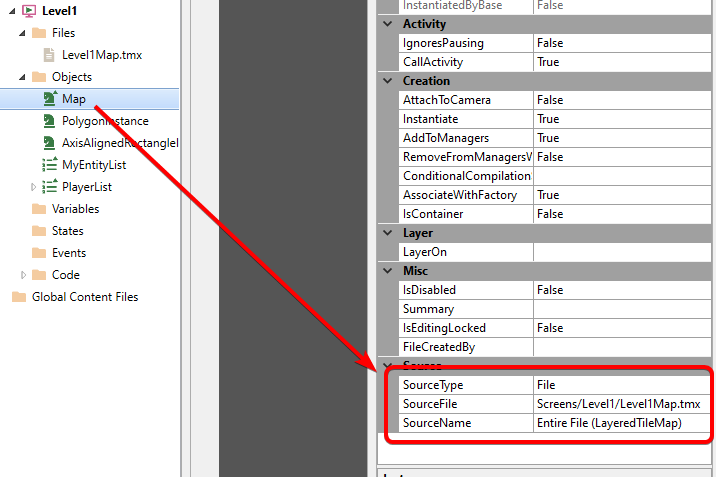 Level1
Files
Level1Map.tmx
Objects
Map
PolygonInstance
AxisAlignedRectangleI
MyEntityList
PlayerList
Variables
States
Events
Code
Global Content Files
InstantiatedByBase False
Activity
IgnoresPausing False
CallActivity True
Creation
AttachToCamera False
Instantiate True
AddToManagers True
RemoveFromManagersW False
ConditionalCompilation
AssociateWithFactory True
IsContainer False
Layer
LayerOn
Misc
IsDisabled False
Summary
IsEditingLocked False
FileCreatedBy
Source
SourceType File
SourceFile Screens/Level1/Level1Map.tmx
SourceName Entire File (LayeredTileMap)